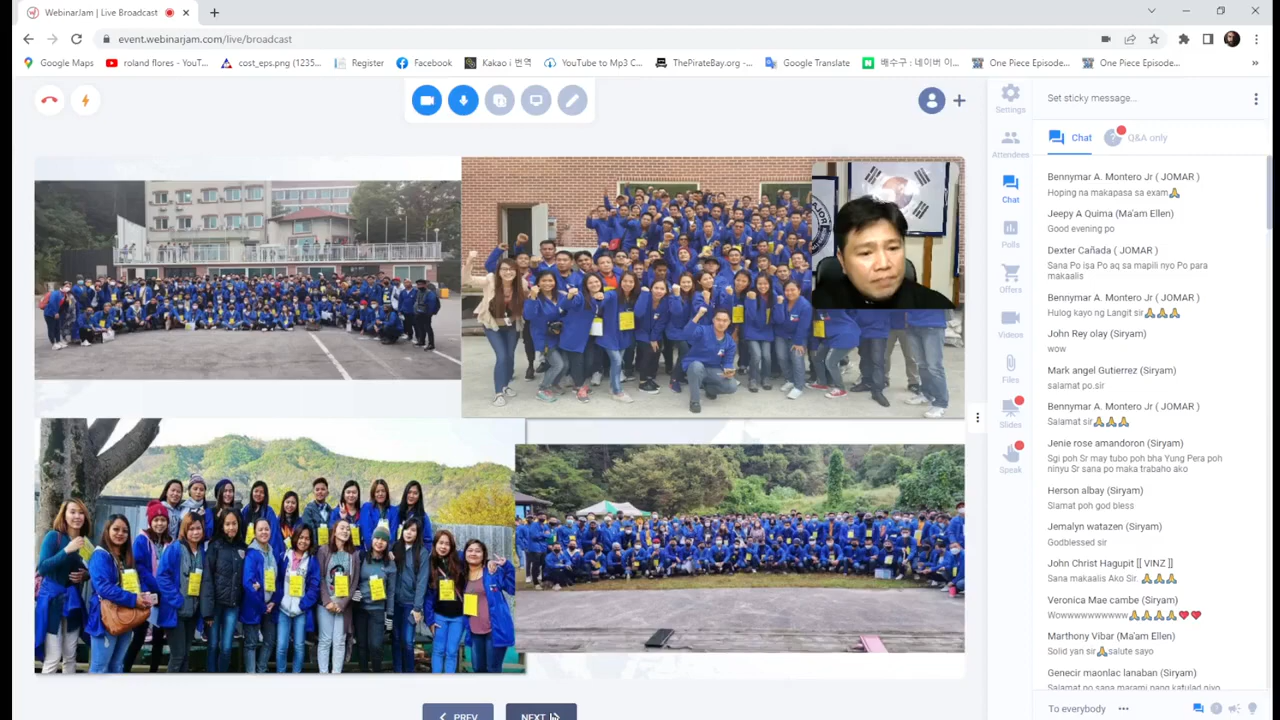 WebinarJam | Live Broadcast
event.webinarjam.com/live/broadcast
Google Maps
roland flores - YouT...
cost_eps.png (1235...
Register
Facebook
Kakao i 번역
YouTube to Mp3 C...
ThePirateBay.org -...
Google Translate
배수구 : 네이버 이...
One Piece Episode...
One Piece Episode...
»
Settings
Attendees
Chat
Polls
Offers
Videos
Files
Slides
Speak
PREV
NEXT
Set sticky message...
Chat
Q&A only
Bennymar A. Montero Jr ( JOMAR )
Hoping na makapasa sa exam🙏
Jeepy A Quima (Ma'am Ellen)
Good evening po
Dexter Cañada ( JOMAR )
Sana Po isa Po aq sa mapili nyo Po para
makaalis
Bennymar A. Montero Jr ( JOMAR )
Hulog kayo ng Langit sir🙏🙏🙏
John Rey olay (Siryam)
wow
Mark angel Gutierrez (Siryam)
salamat po.sir
Bennymar A. Montero Jr ( JOMAR )
Salamat sir🙏🙏🙏
Jenie rose amandoron (Siryam)
Sgi poh Sr may tubo poh bha Yung Pera poh
ninyu Sr sana po maka trabaho ako
Herson albay (Siryam)
Slamat poh god bless
Jemalyn watazen (Siryam)
Godblessed sir
John Christ Hagupit [[ VINZ ]]
Sana makaalis Ako Sir. 🙏🙏🙏
Veronica Mae cambe (Siryam)
Wowwwwwwwwww🙏🙏🙏🙏❤❤
Marthony Vibar (Ma'am Ellen)
Solid yan sir🙏salute sayo
Genecir maonlac lanaban (Siryam)
Salamat po sana marami pang katulad niyo
To everybody